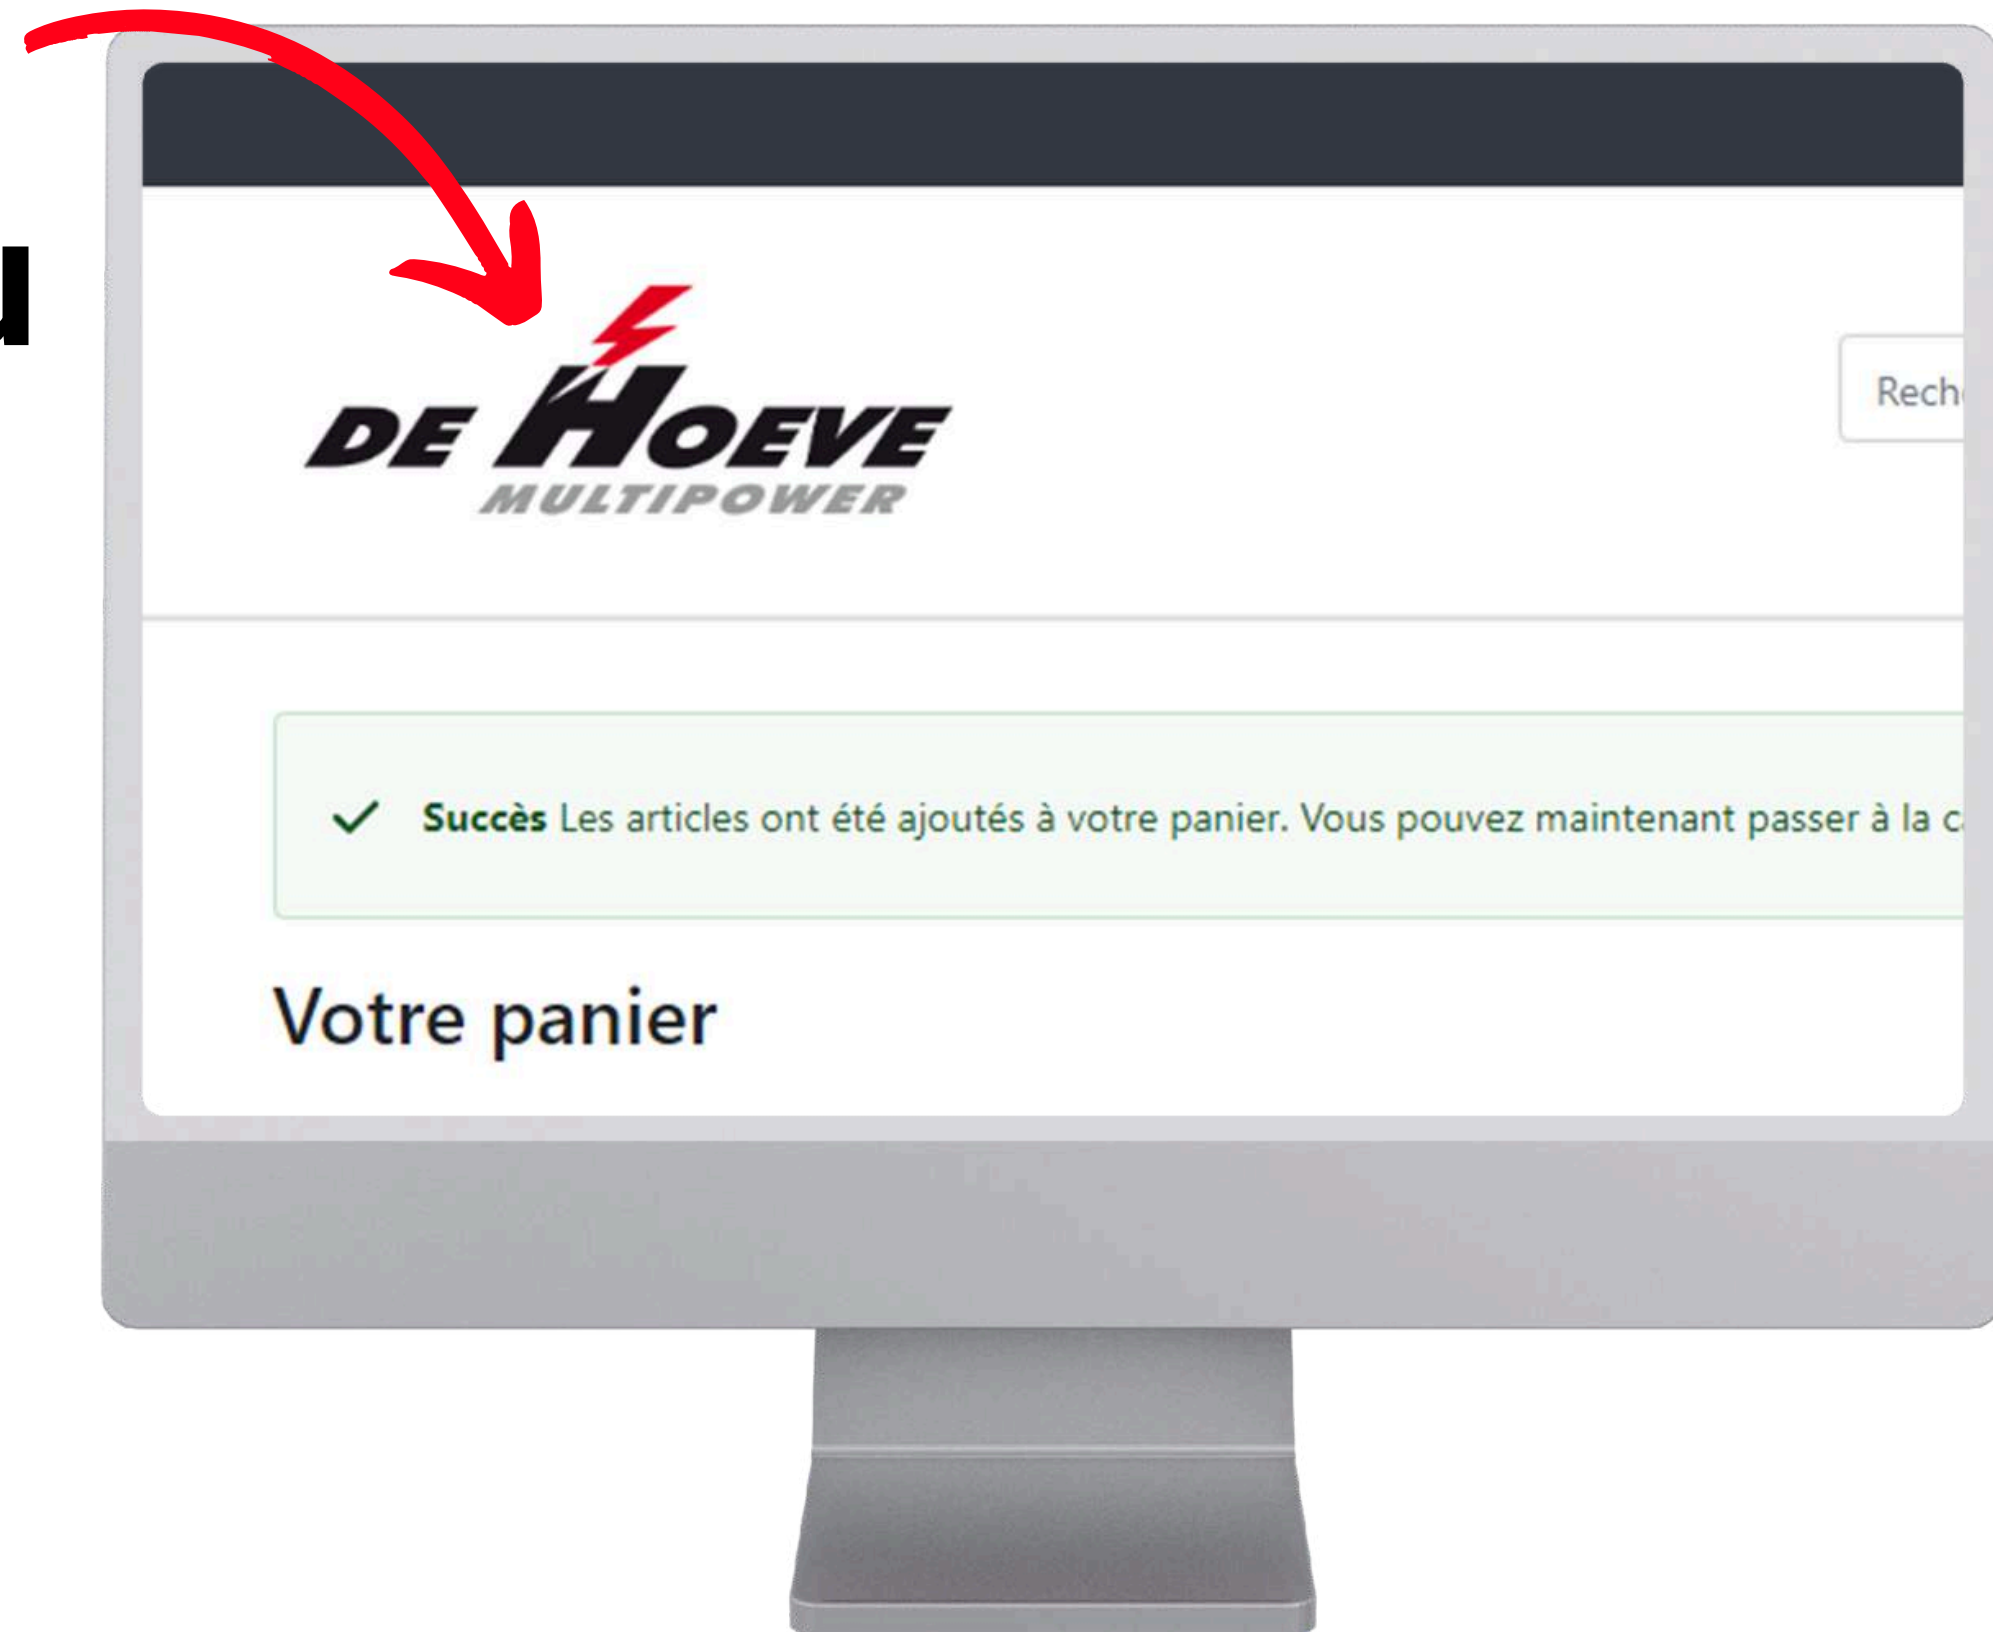 DE HOEVE
MULTIPOWER
Rech
Succès Les articles ont été ajoutés à votre panier. Vous pouvez maintenant passer à la
Votre panier